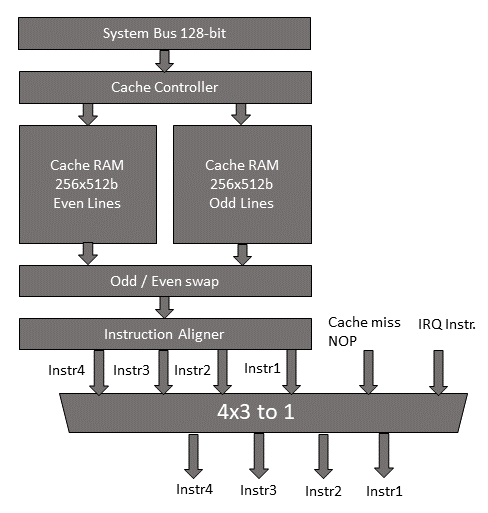 System Bus 128-bit
Cache Controller
Cache RAM
256x512b
Even Lines
Cache RAM
256x512b
Odd Lines
Odd / Even swap
Instruction Aligner
Cache miss
NOP
IRQ Instr.
Instr4
Instr3
Instr2
Instr1
4x3 to 1
Instr4
Instr3
Instr2
Instr1